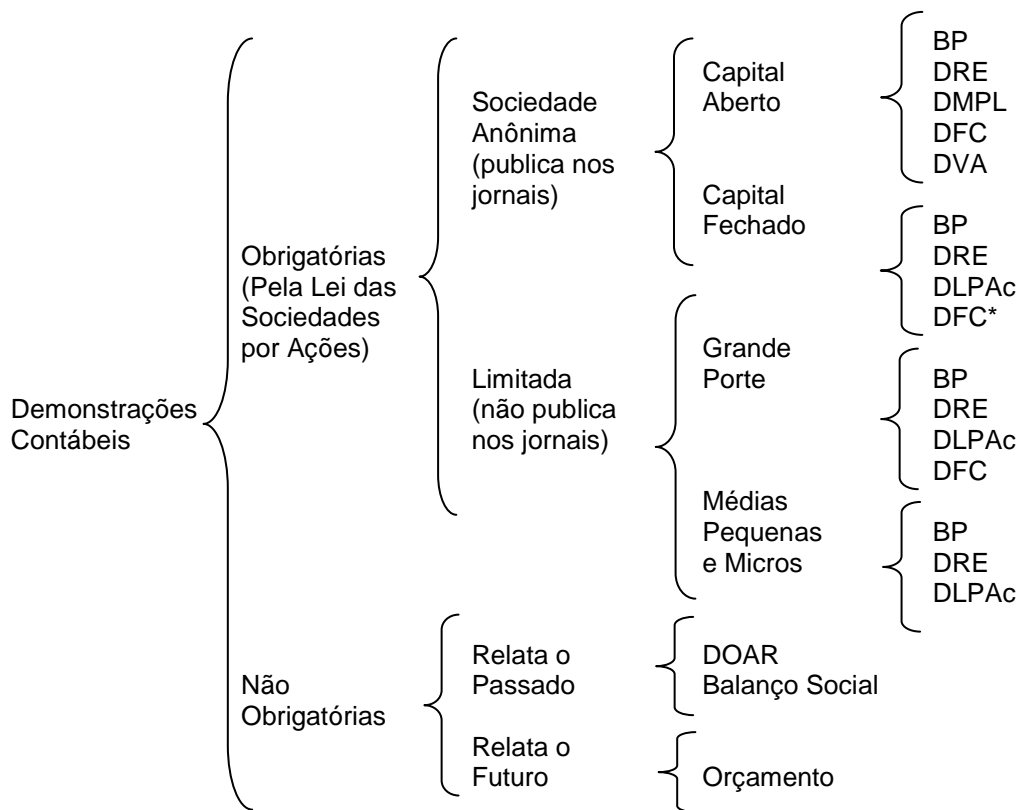 Demonstrações
Contábeis
Obrigatórias
(Pela Lei das
Sociedades
por Ações)
Sociedade
Anônima
(publica nos
jornais)
Capital
Aberto
BP
DRE
DMPL
DFC
DVA
Capital
Fechado
BP
DRE
DLPAc
DFC*
Limitada
(não publica
nos jornais)
Grande
Porte
BP
DRE
DLPAc
DFC
Médias
Pequenas
e Micros
BP
DRE
DLPAc
Não
Obrigatórias
Relata o
Passado
DOAR
Balanço Social
Relata o
Futuro
Orçamento